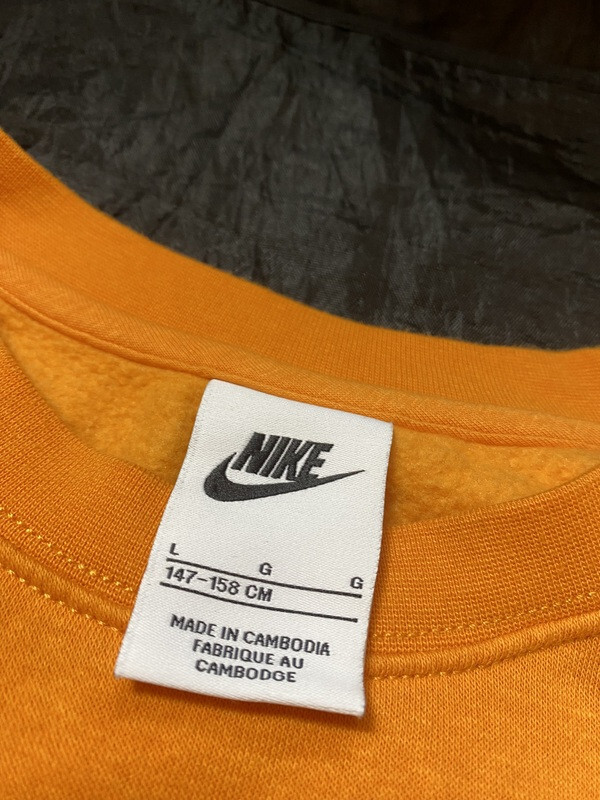 NIKE
L G G
147-158 CM
MADE IN CAMBODIA
FABRIQUE AU
CAMBODGE